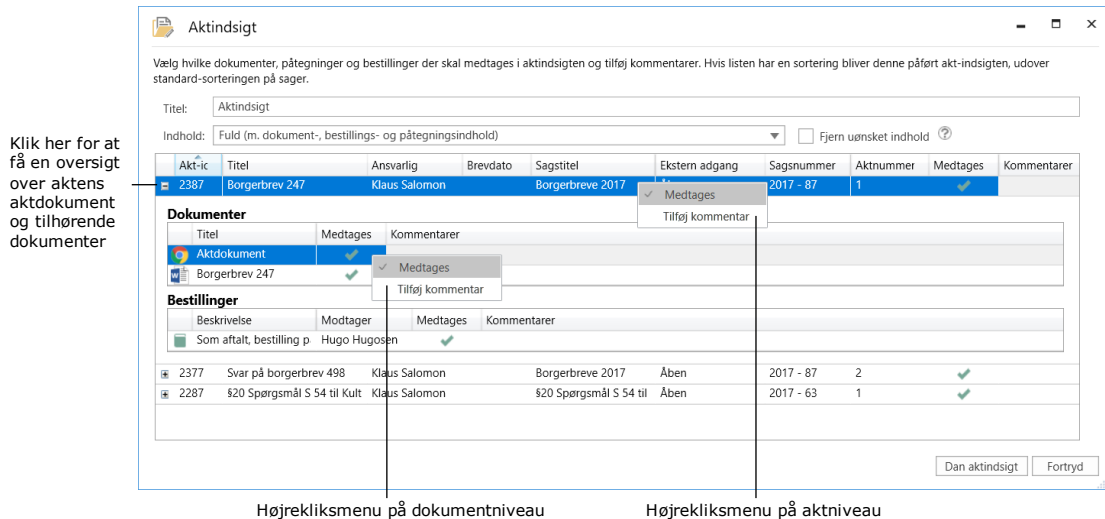 Aktindsigt
Vælg hvilke dokumenter, påtegninger og bestillinger der skal medtages i aktindsigten og tilføj kommentarer. Hvis listen har en sortering bliver denne påført akt-indsigten, udover
standard-sorteringen på sager.
Titel: Aktindsigt
Indhold: Fuld (m. dokument-, bestillings- og påtegningsindhold) Fjern uønsket indhold ?
Klik her for at
få en oversigt
over aktens
aktdokument
og tilhørende
dokumenter
Akt-ic Titel Ansvarlig Brevdato Sagstitel Ekstern adgang Sagsnummer Aktnummer Medtages Kommentarer
2387 Borgerbrev 247 Klaus Salomon Borgerbreve 2017 2017 - 87 1
Medtages
Tilføj kommentar
Dokumenter
Titel Medtages Kommentarer
Aktdokument
Borgerbrev 247
Medtages
Tilføj kommentar
Bestillinger
Beskrivelse Modtager Medtages Kommentarer
Som aftalt, bestilling p Hugo Hugosen
2377 Svar på borgerbrev 498 Klaus Salomon Borgerbreve 2017 Åben 2017 - 87 2
2287 §20 Spørgsmål S 54 til Kult Klaus Salomon §20 Spørgsmål S 54 til Åben 2017 - 63 1
Dan aktindsigt Fortryd
Højrekliksmenu på dokumentniveau Højrekliksmenu på aktniveau